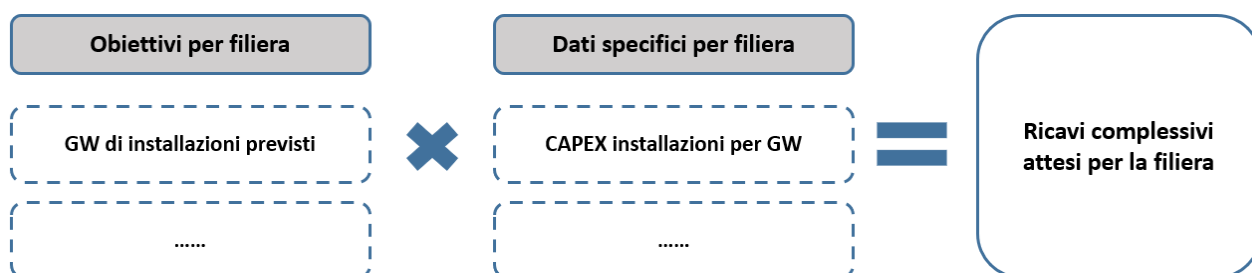 Obiettivi per filiera
Dati specifici per filiera
GW di installazioni previsti
CAPEX installazioni per GW
Ricavi complessivi
attesi per la filiera
......
......